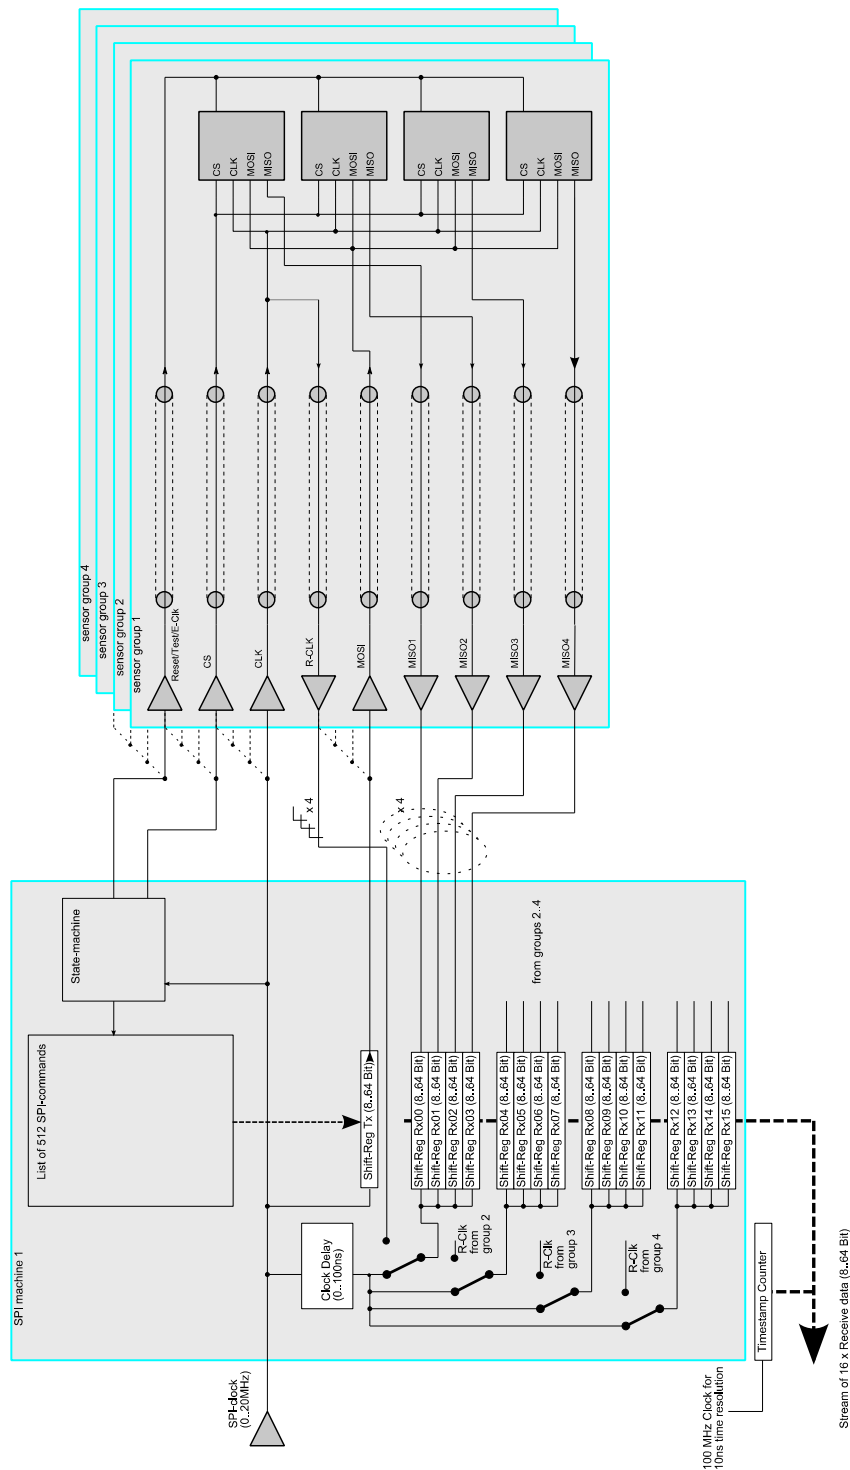 sensor group 4
sensor group 3
sensor group 2
sensor group 1
CS
CLK
MOSI
MISO
CS
CLK
MOSI
MISO
CS
CLK
MOSI
MISO
CS
CLK
MOSI
MISO
Reset/Test/E-Clk
CS
CLK
R-CLK
MOSI
MISO1
MISO2
MISO3
MISO4
x 4
x 4
SPI machine 1
State-machine
List of 512 SPI-commands
from groups 2..4
Shift-Reg Tx (8..64 Bit)
Shift-Reg Rx00 (8..64 Bit)
Shift-Reg Rx01 (8..64 Bit)
Shift-Reg Rx02 (8..64 Bit)
Shift-Reg Rx03 (8..64 Bit)
Shift-Reg Rx04 (8..64 Bit)
Shift-Reg Rx05 (8..64 Bit)
Shift-Reg Rx06 (8..64 Bit)
Shift-Reg Rx07 (8..64 Bit)
Shift-Reg Rx08 (8..64 Bit)
Shift-Reg Rx09 (8..64 Bit)
Shift-Reg Rx10 (8..64 Bit)
Shift-Reg Rx11 (8..64 Bit)
Shift-Reg Rx12 (8..64 Bit)
Shift-Reg Rx13 (8..64 Bit)
Shift-Reg Rx14 (8..64 Bit)
Shift-Reg Rx15 (8..64 Bit)
Clock Delay
(0..100ns)
R-Clk
from
group 2
R-Clk
from
group 3
R-Clk
from
group 4
Timestamp Counter
SPI-clock
(0..20MHz)
100 MHz Clock for
10ns time resolution
Stream of 16 x Receive data (8..64 Bit)